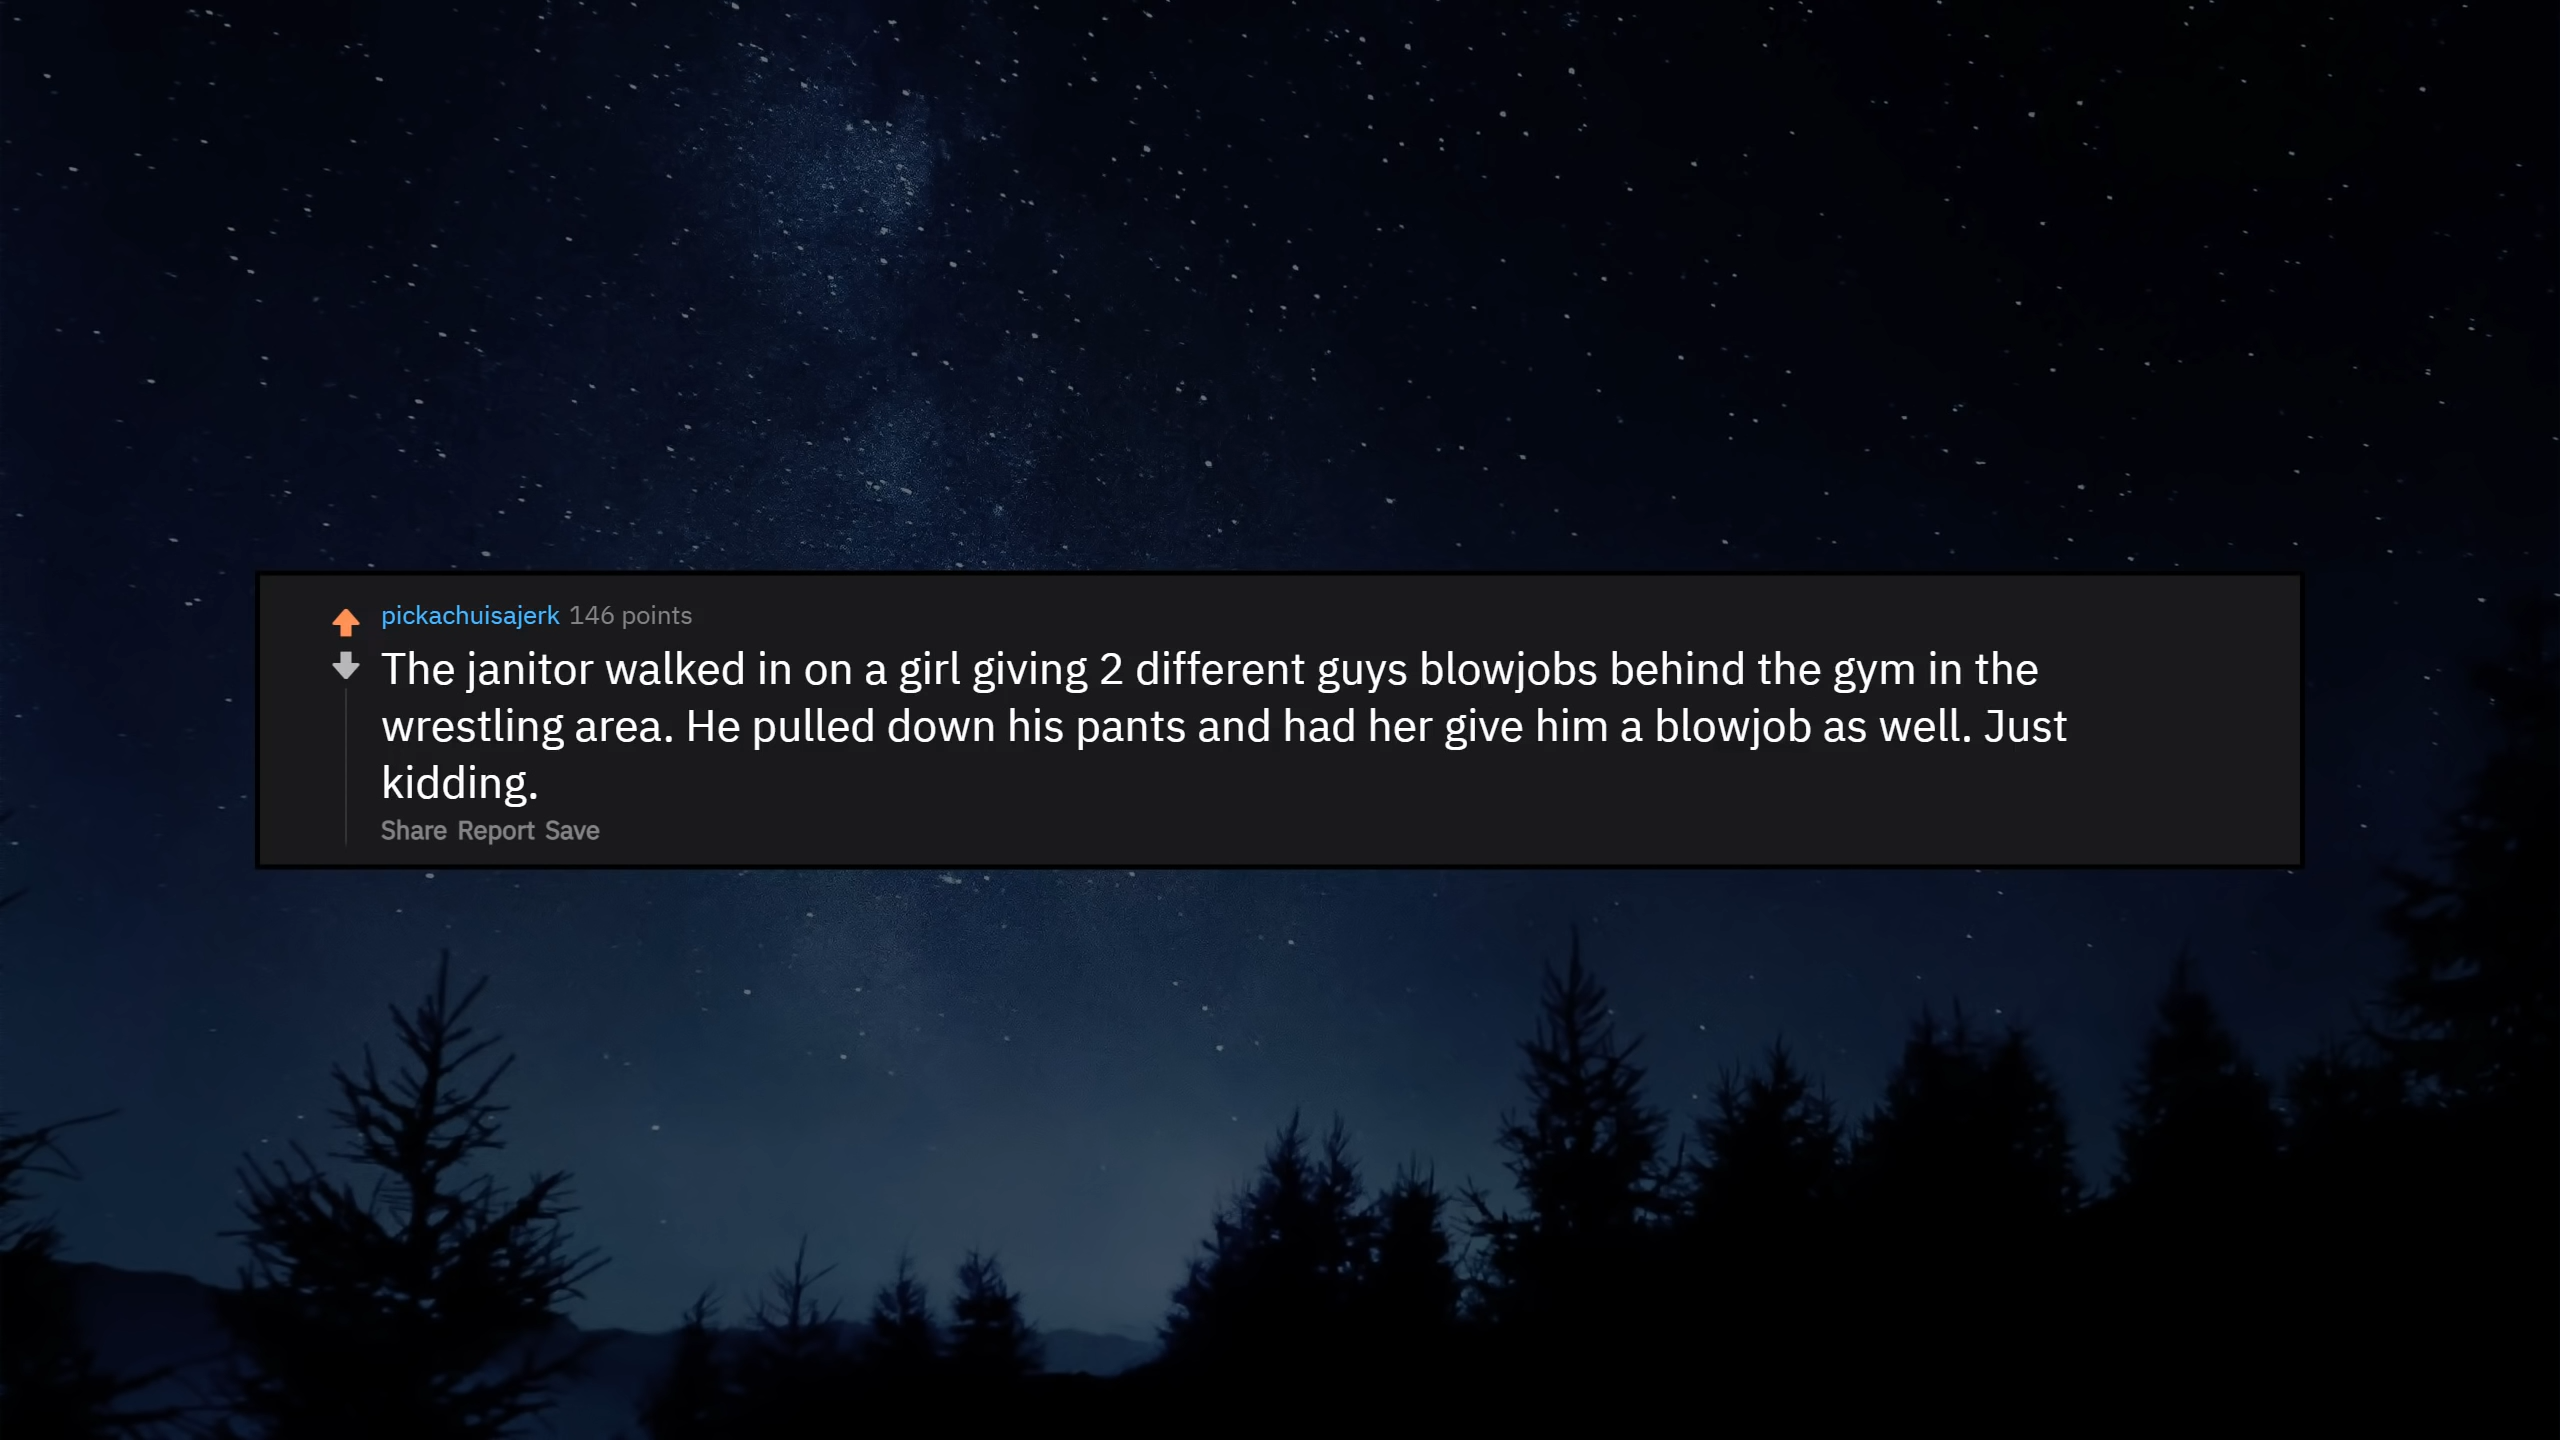 pickachuisajerk 146 points
The janitor walked in on a girl giving 2 different guys blowjobs behind the gym in the
wrestling area. He pulled down his pants and had her give him a blowjob as well. Just
kidding.
Share Report Save